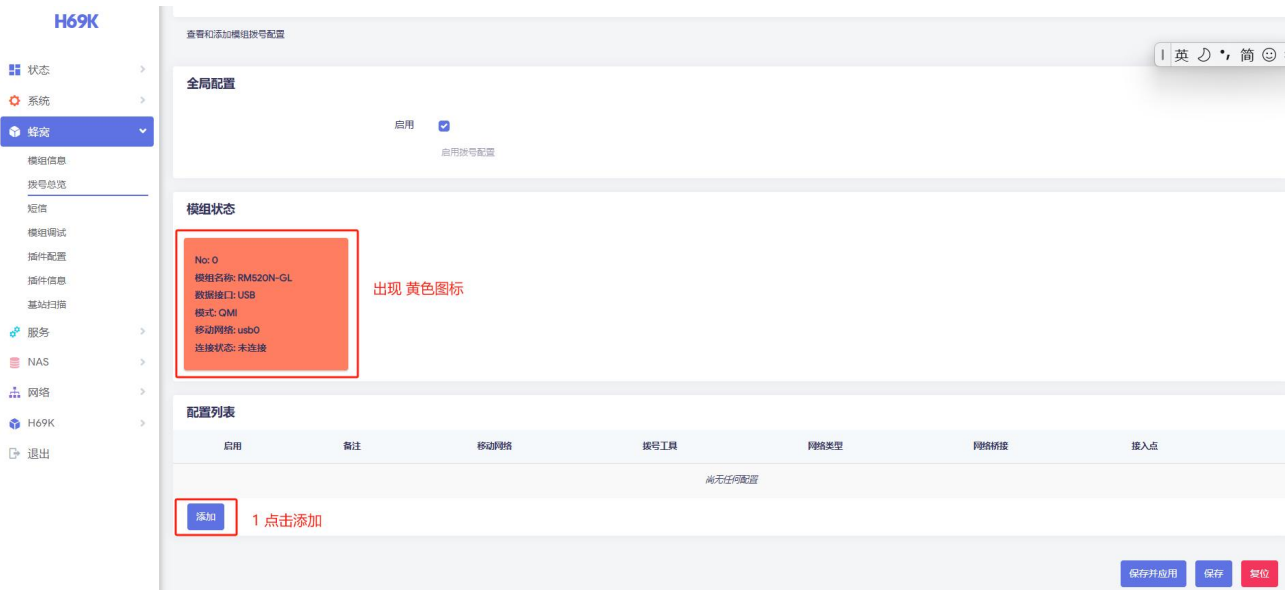 H69K
查看和添加模组拨号配置
英 简
状态
全局配置
系统
启用
蜂窝
启用拨号配置
模组信息
拨号总览
短信
模组状态
模组调试
插件配置
插件信息
基站扫描
No: 0
模组名称: RM520N-GL
数据接口: USB
模式: QMI
移动网络: usb0
连接状态: 未连接
出现 黄色图标
服务
NAS
网络
H69K
退出
配置列表
启用 备注 移动网络 拨号工具 网络类型 网络桥接 接入点
尚无任何配置
添加
1 点击添加
保存并应用 保存 复位